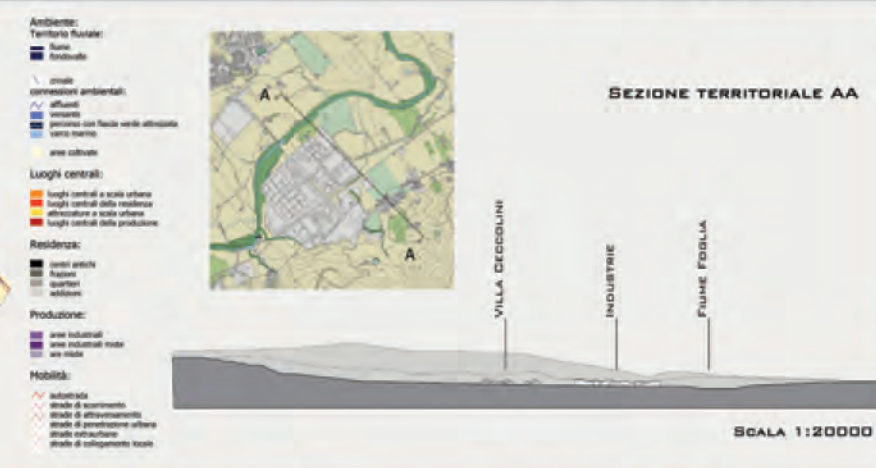 Ambiente:
Territorio fluviale:
fiume
fondovalle
crinale
connessioni ambientali:
affluenti
versante
percorso con fascia verde attrezzata
varco marino
aree coltivate
Luoghi centrali:
luoghi centrali a scala urbana
luoghi centrali della residenza
attrezzature a scala urbana
luoghi centrali della produzione
Residenza:
centri antichi
frazioni
quartieri
addizioni
Produzione:
aree industriali
aree industriali miste
are miste
Mobilità:
autostrada
strade di scorrimento
strade di attraversamento
strade di penetrazione urbana
strade extraurbane
strade di collegamento locale
A
A
SEZIONE TERRITORIALE AA
VILLA CECCOLINI
INDUSTRIE
FIUME FOGLIA
SCALA 1:20000